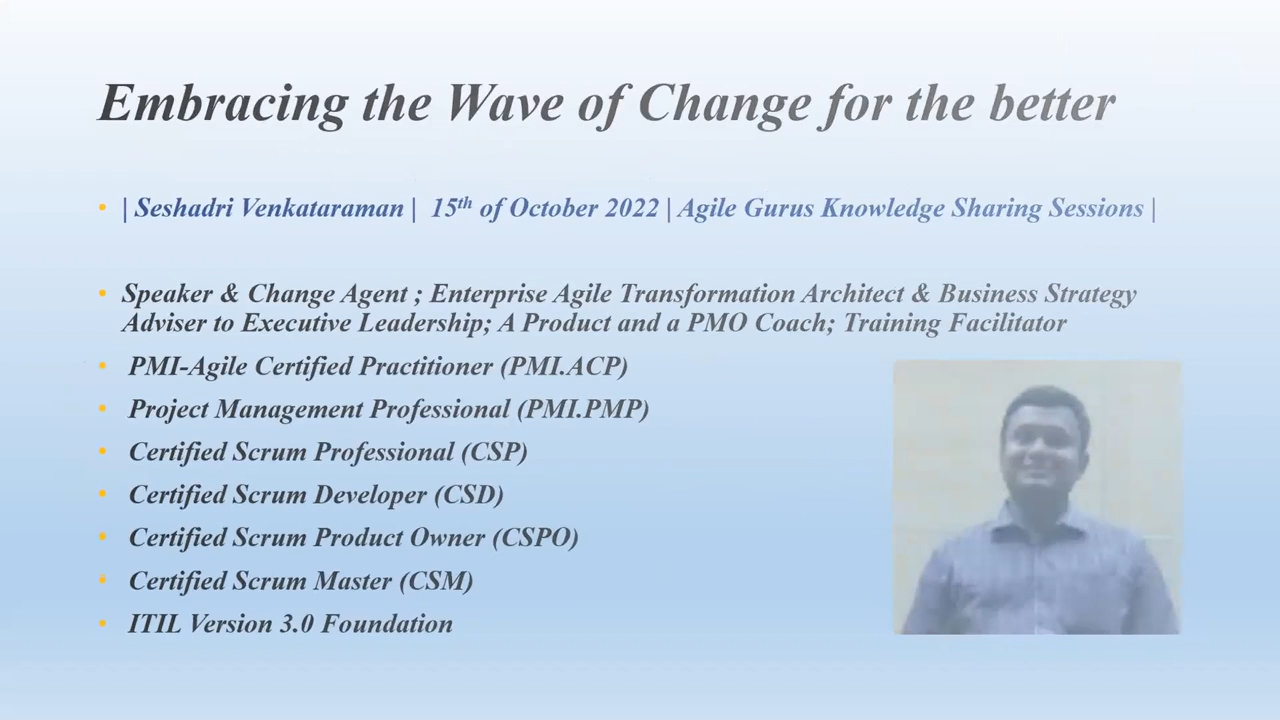 Embracing the Wave of Change for the better
• | Seshadri Venkataraman | 15th of October 2022 | Agile Gurus Knowledge Sharing Sessions |
• Speaker & Change Agent ; Enterprise Agile Transformation Architect & Business Strategy
Adviser to Executive Leadership; A Product and a PMO Coach; Training Facilitator
• PMI-Agile Certified Practitioner (PMI.ACP)
• Project Management Professional (PMI.PMP)
• Certified Scrum Professional (CSP)
• Certified Scrum Developer (CSD)
• Certified Scrum Product Owner (CSPO)
• Certified Scrum Master (CSM)
• ITIL Version 3.0 Foundation